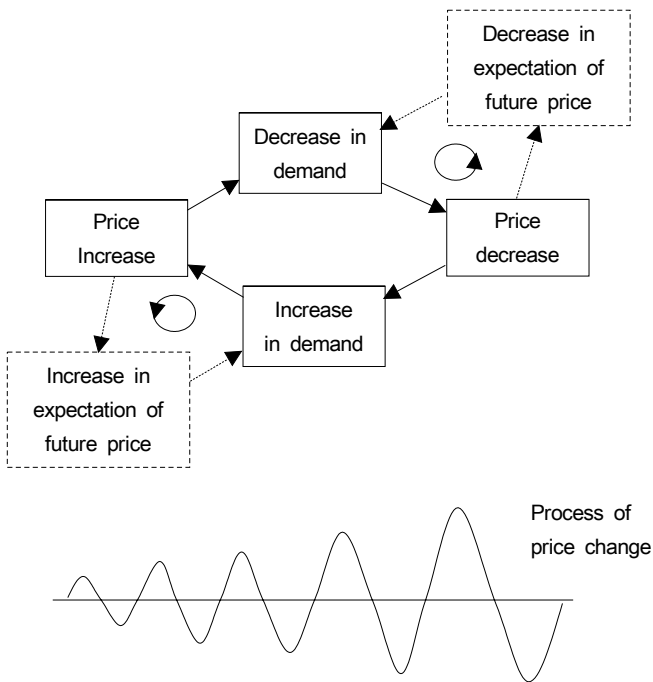 Decrease in
expectation of
future price
Decrease in
demand
Price
Increase
Price
decrease
Increase
in demand
Increase in
expectation of
future price
Process of
price change